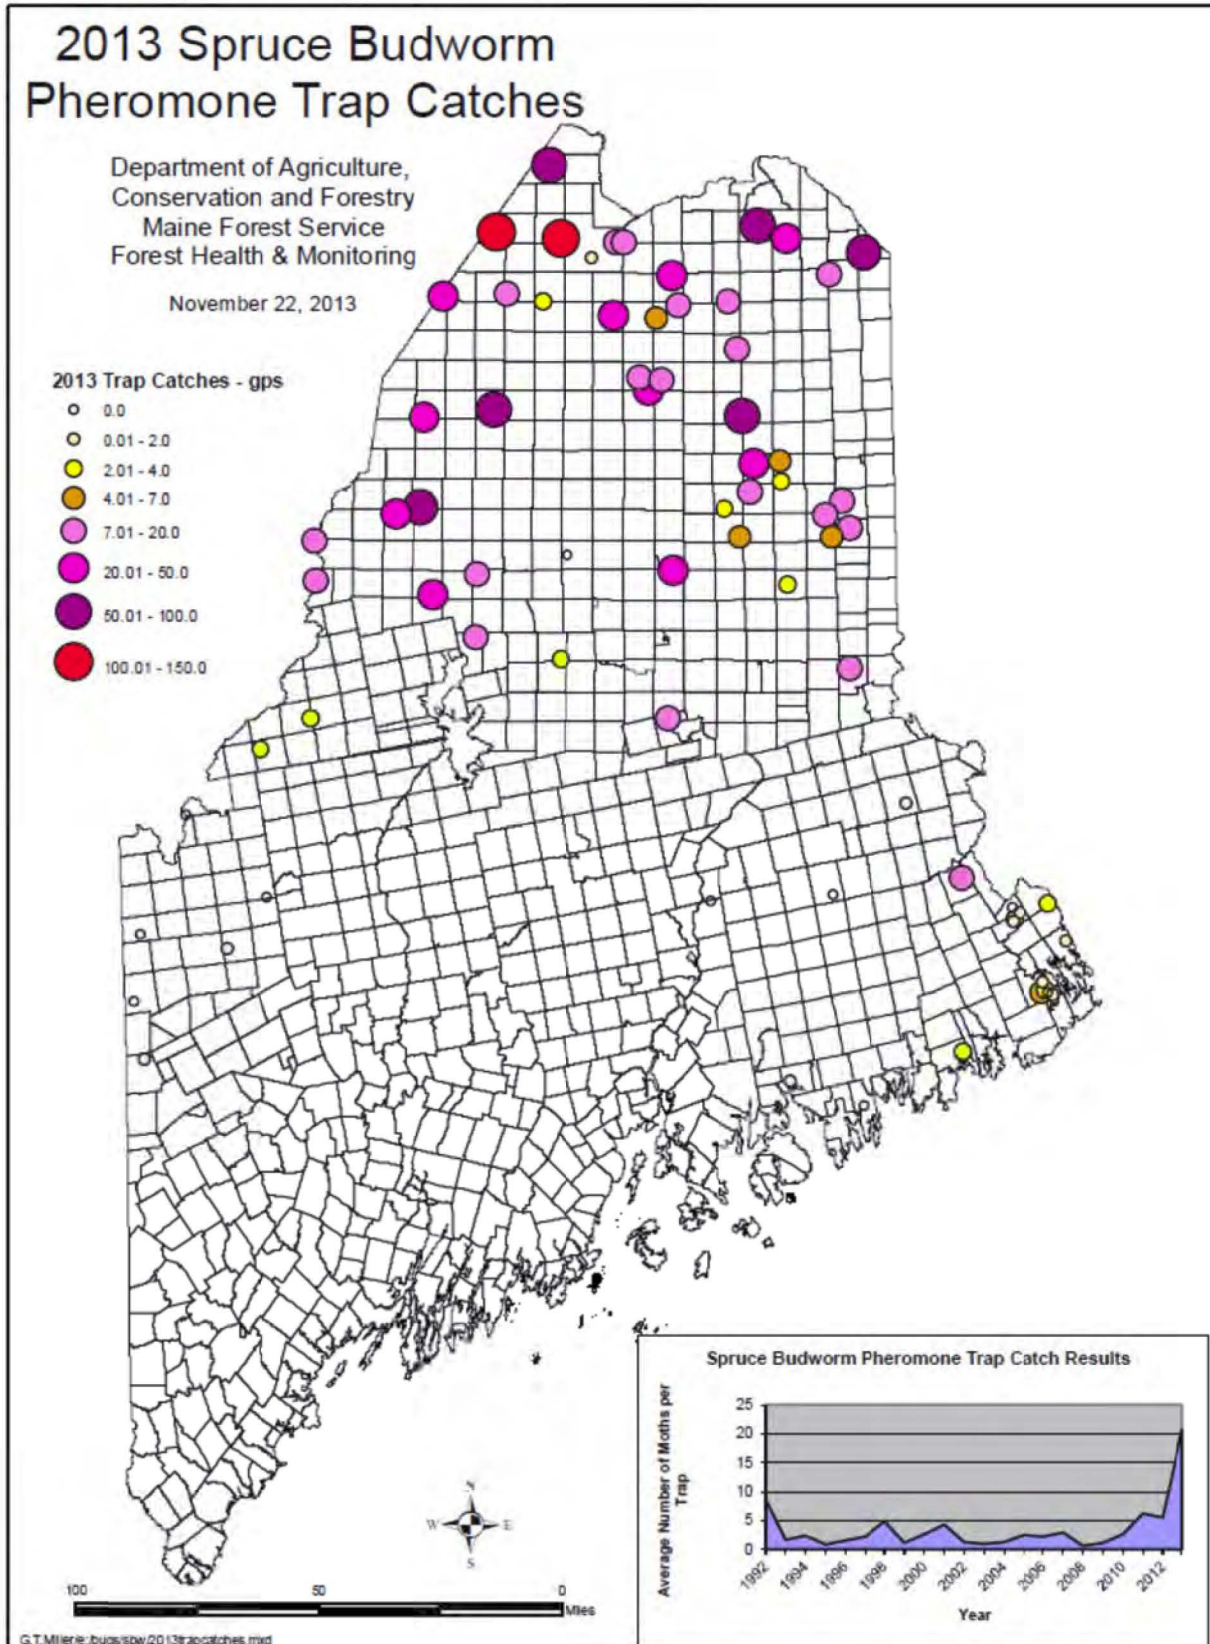 2013 Spruce Budworm
Pheromone Trap Catches
Department of Agriculture,
Conservation and Forestry
Maine Forest Service
Forest Health & Monitoring
November 22, 2013
2013 Trap Catches - gps
0.0
0.01 - 2.0
2.01 - 4.0
4.01 - 7.0
7.01 - 20.0
20.01 - 50.0
50.01 - 100.0
100.01 - 150.0
N
W E
S
100 50 0
Miles
Spruce Budworm Pheromone Trap Catch Results
Average Number of Moths per
Trap
25
20
15
10
5
0
1992 1994 1996 1998 2000 2002 2004 2006 2008 2010 2012
Year